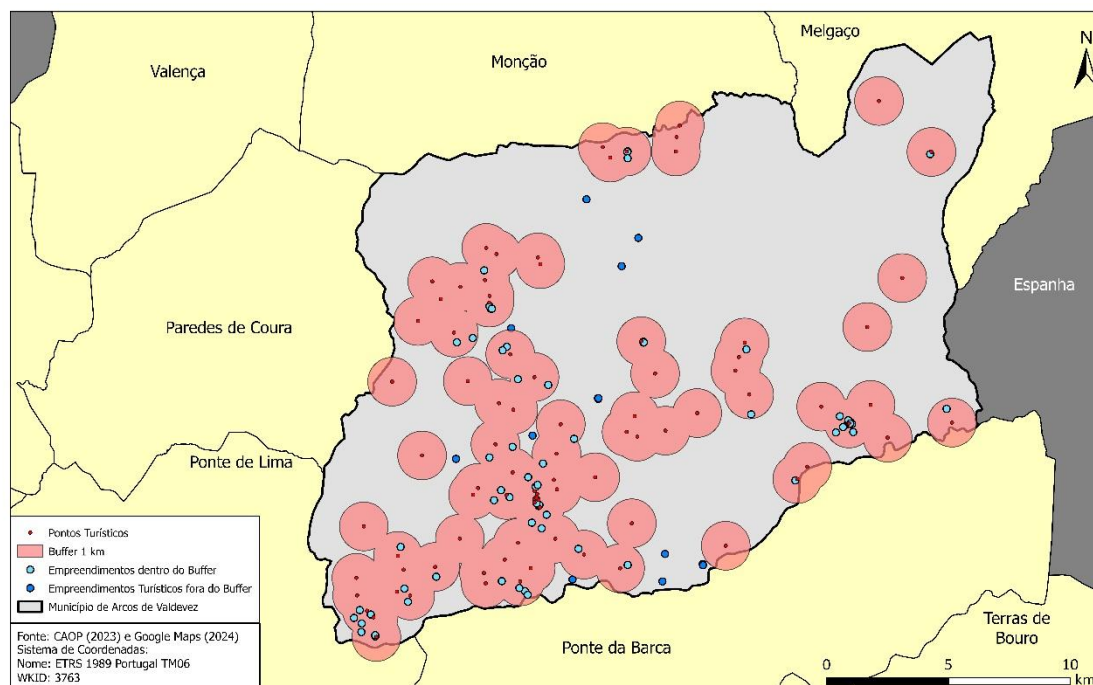 Melgaço
N
Monção
Valença
Espanha
Paredes de Coura
Ponte de Lima
Terras de
Bouro
Ponte da Barca
Pontos Turísticos
Buffer 1 km
Empreendimentos dentro do Buffer
Empreendimentos Turísticos fora do Buffer
Município de Arcos de Valdevez
Fonte: CAOP (2023) e Google Maps (2024)
Sistema de Coordenadas:
Nome: ETRS 1989 Portugal TM06
WKID: 3763
0 5 10
km